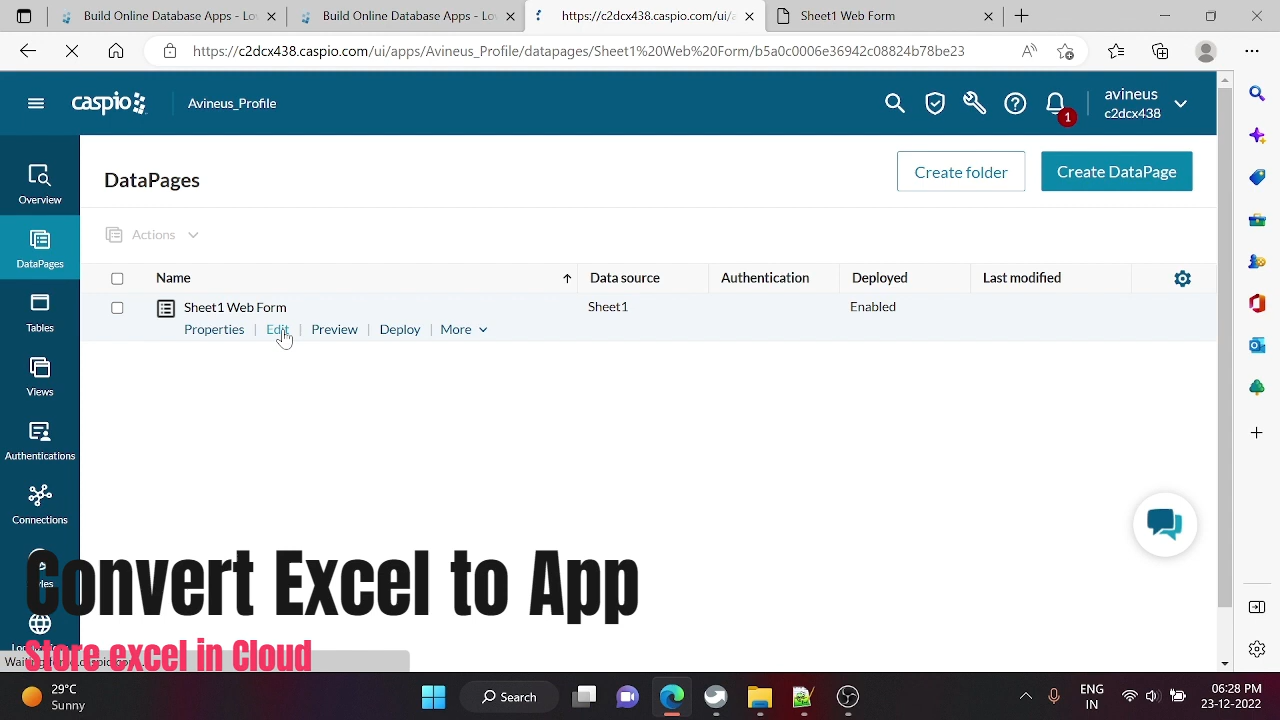 Build Online Database Apps - Lo
Build Online Database Apps - Lo
https://c2dcx438.caspio.com/ui/a
Sheet1 Web Form
https://c2dcx438.caspio.com/ui/apps/Avineus_Profile/datapages/Sheet1%20Web%20Form/b5a0c0006e36942c08824b78be23
caspio
Avineus_Profile
1
avineus
c2dcx438
Overview
DataPages
Tables
Views
Authentications
Connections
DataPages
Create folder
Create DataPage
Actions
Name
Data source
Authentication
Deployed
Last modified
Sheet1 Web Form
Sheet1
Enabled
Properties | Edit | Preview | Deploy | More
Convert Excel to App
Store excel in Cloud
29°C
Sunny
Search
ENG
IN
06:28 PM
23-12-2022